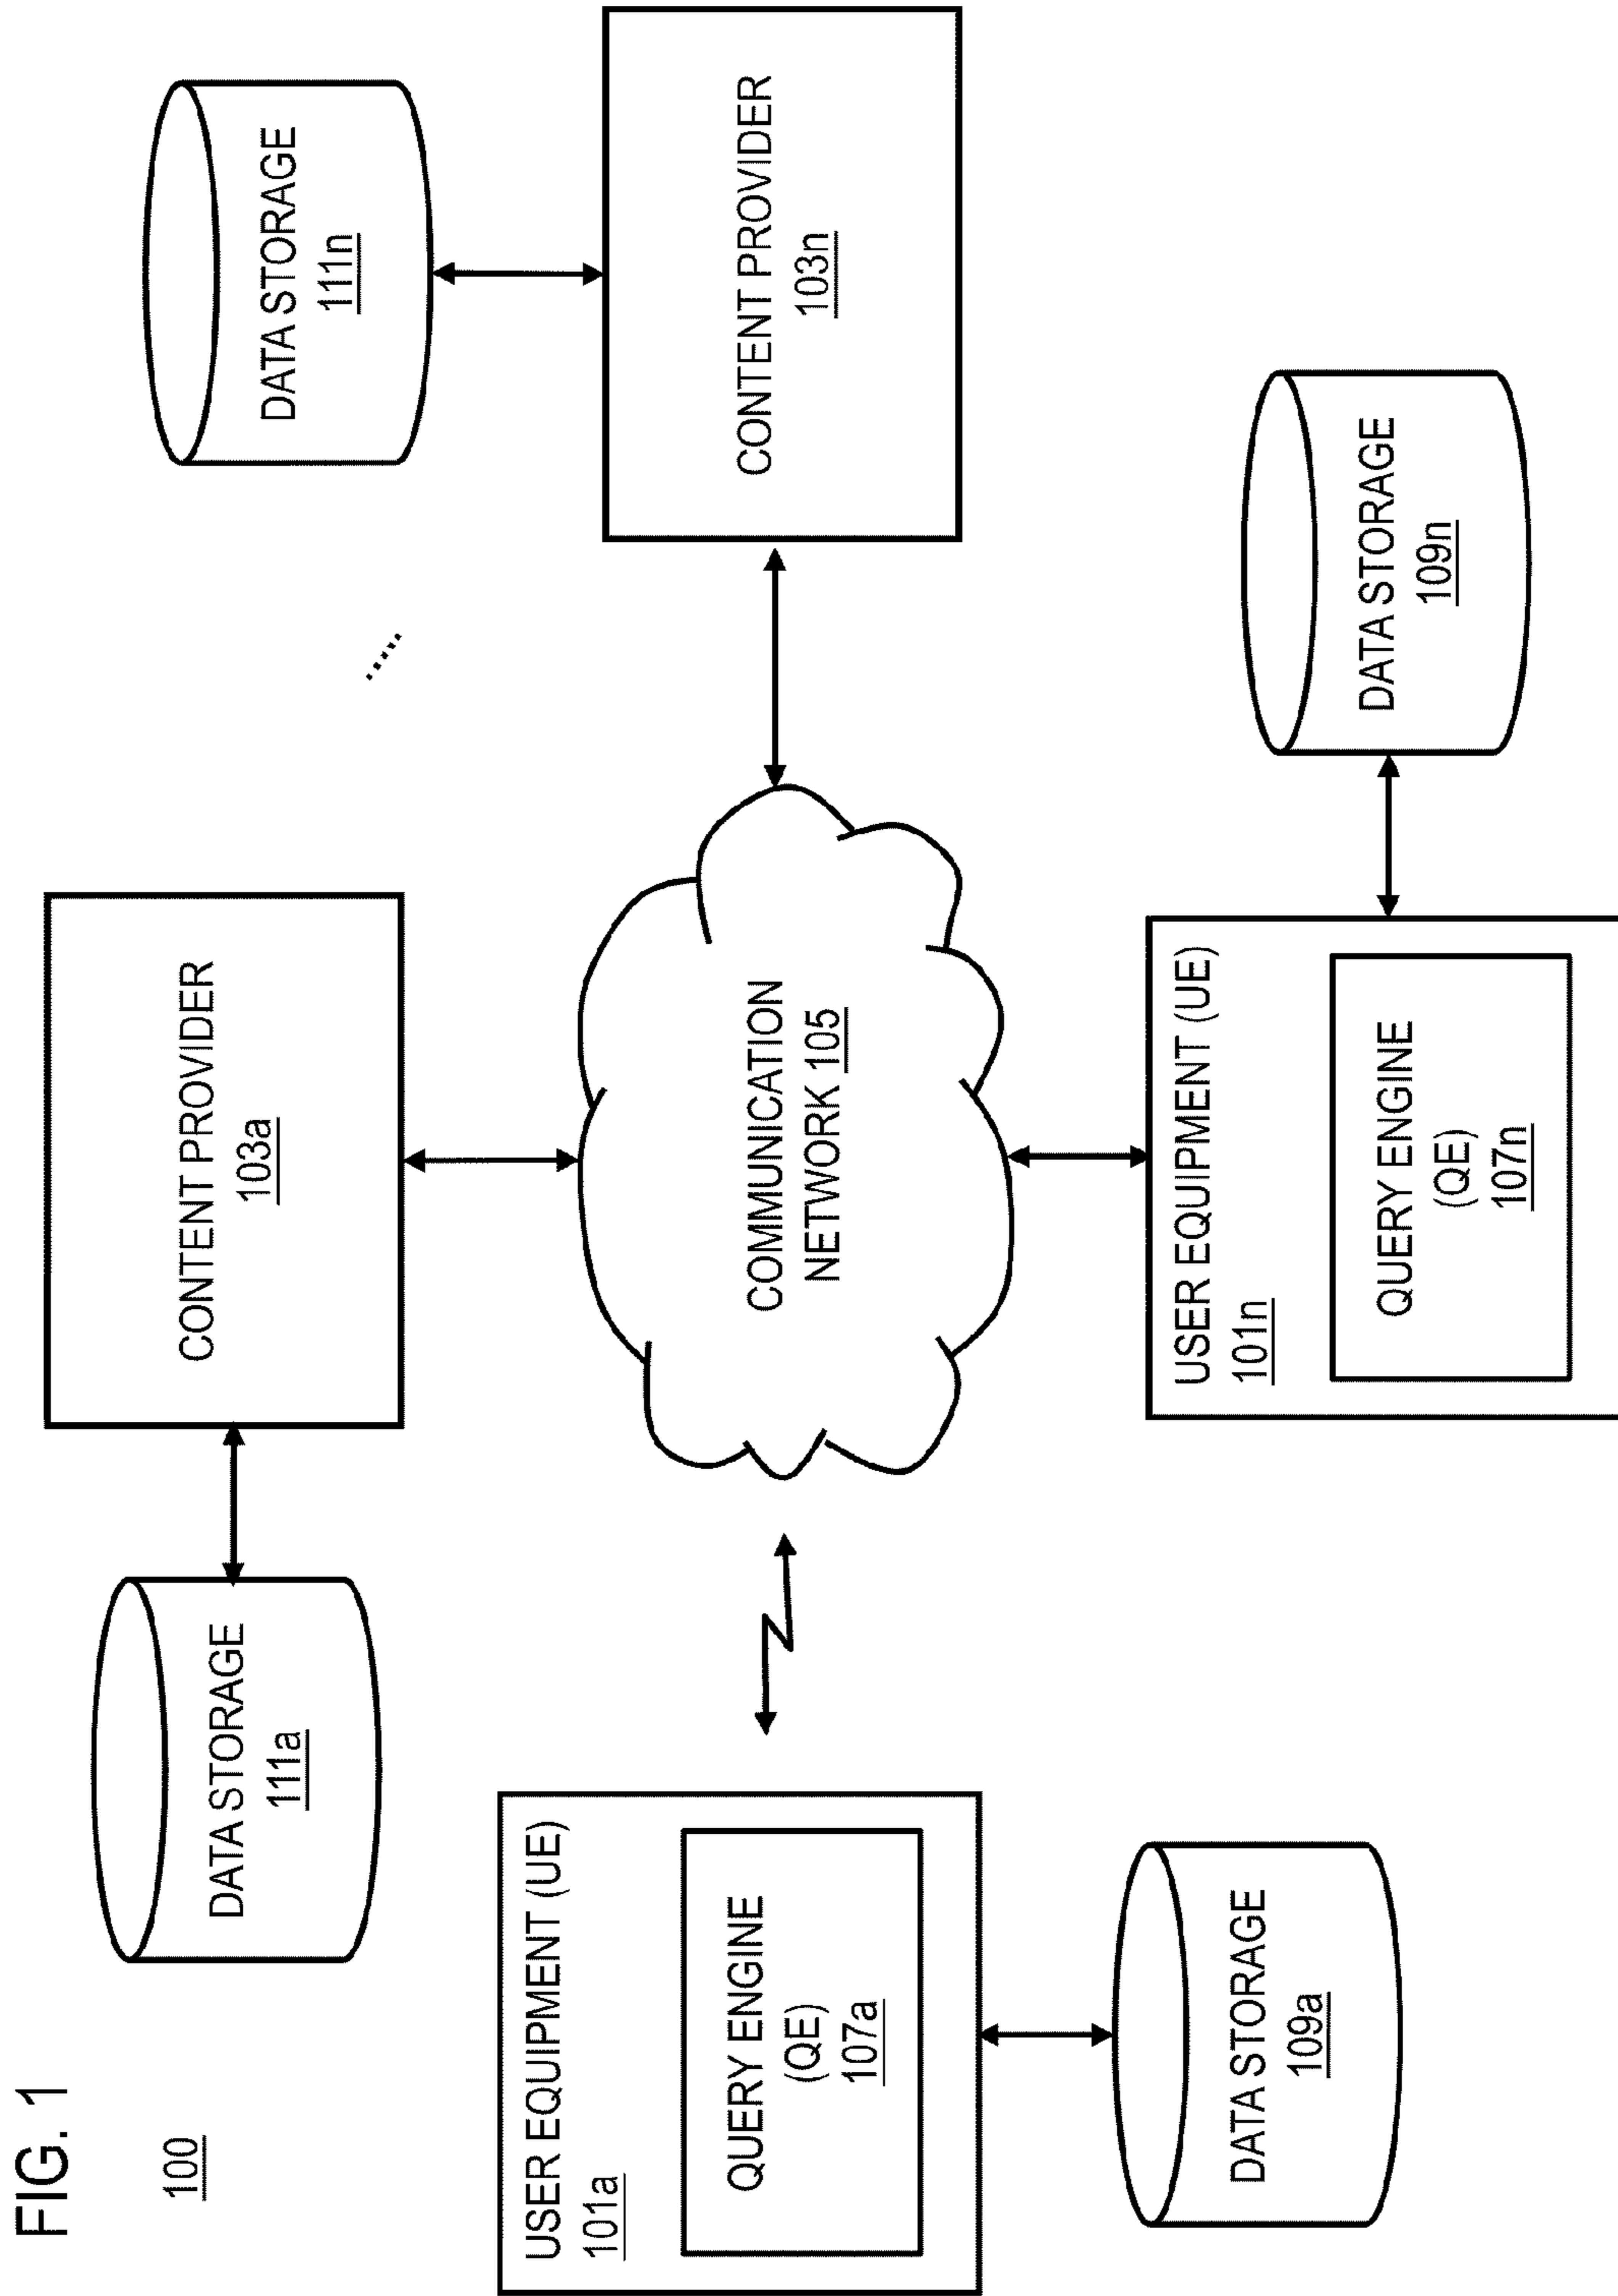 FIG. 1
100
DATA STORAGE
111a
CONTENT PROVIDER
103a
DATA STORAGE
111n
CONTENT PROVIDER
103n
USER EQUIPMENT (UE)
101a
QUERY ENGINE
(QE)
107a
DATA STORAGE
109a
COMMUNICATION
NETWORK 105
USER EQUIPMENT (UE)
101n
QUERY ENGINE
(QE)
107n
DATA STORAGE
109n